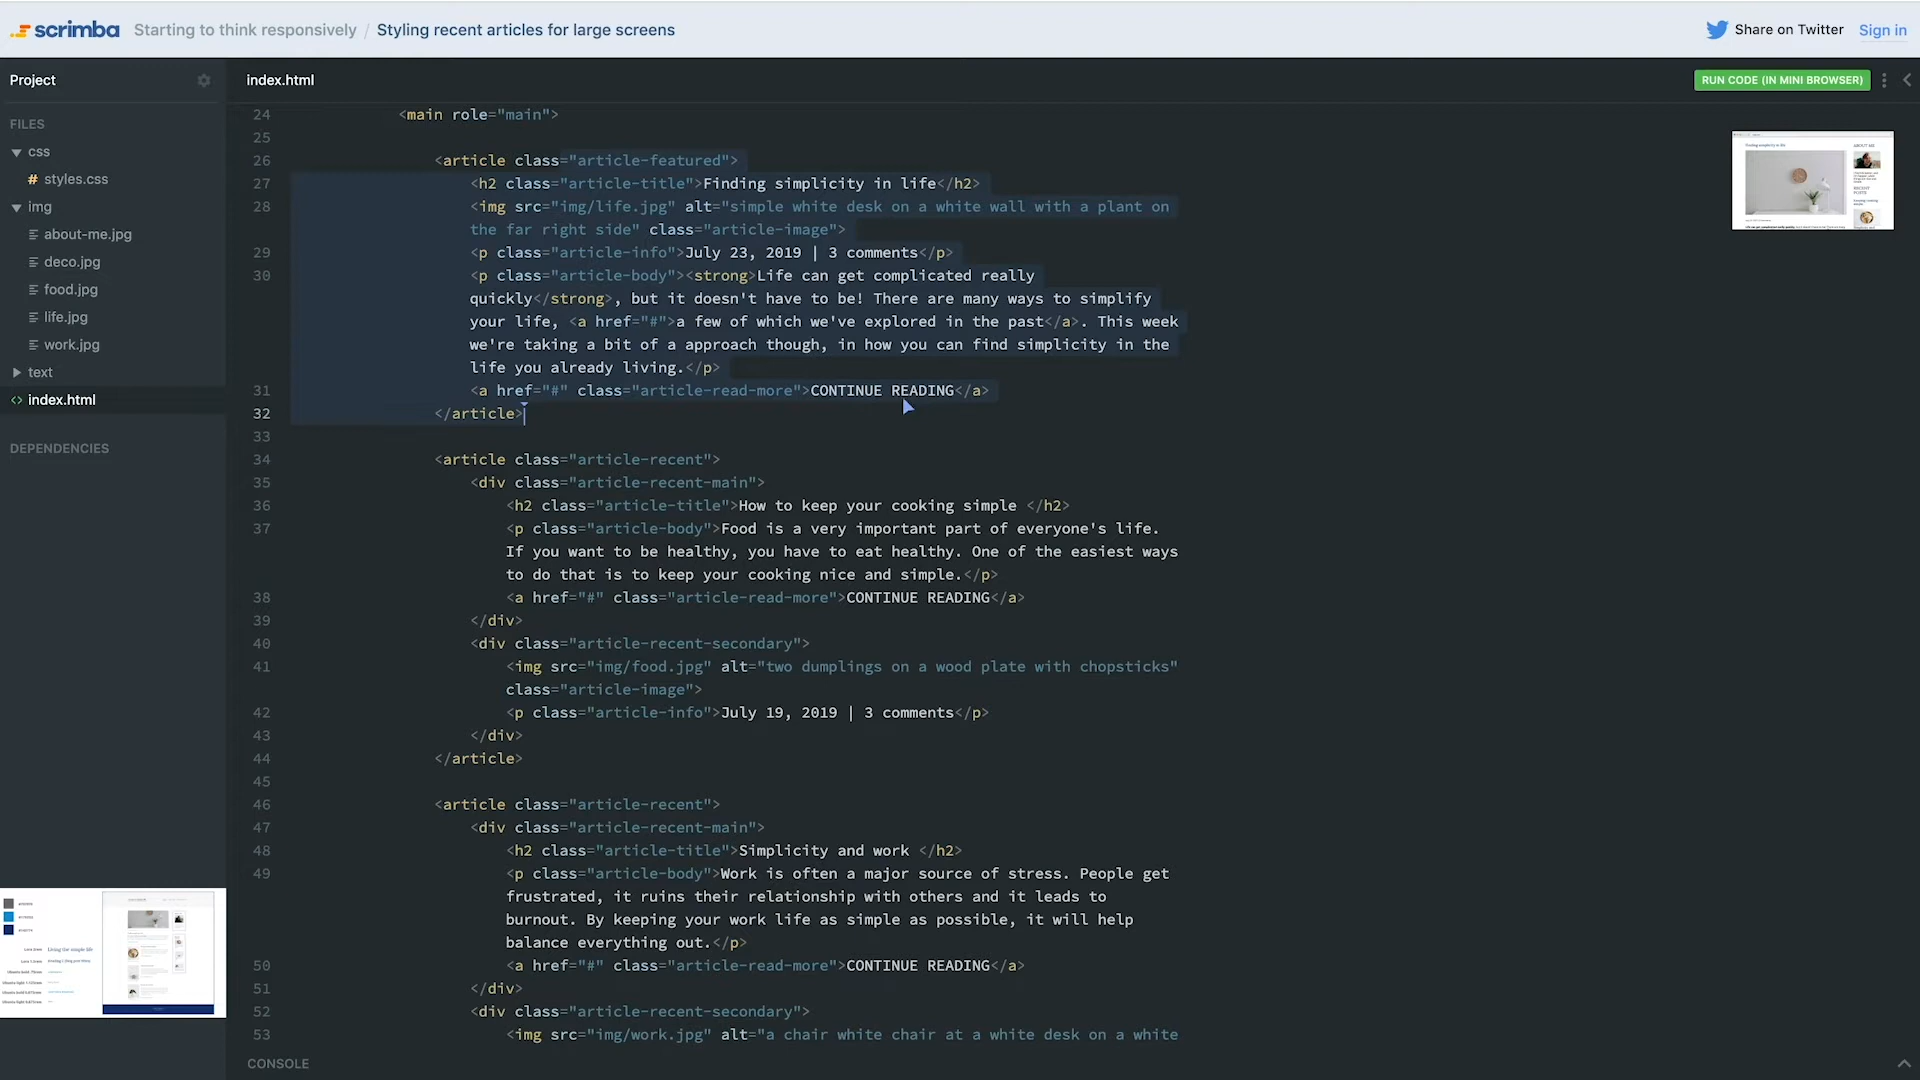 scrimba Starting to think responsively / Styling recent articles for large screens Share on Twitter Sign in
Project index.html RUN CODE (IN MINI BROWSER)
FILES
css
# styles.css
img
about-me.jpg
deco.jpg
food.jpg
life.jpg
work.jpg
text
<> index.html
DEPENDENCIES
24 <main role="main">
25
26 <article class="article-featured">
27 <h2 class="article-title">Finding simplicity in life</h2>
28 <img src="img/life.jpg" alt="simple white desk on a white wall with a plant on
the far right side" class="article-image">
29 <p class="article-info">July 23, 2019 | 3 comments</p>
30 <p class="article-body"><strong>Life can get complicated really
quickly</strong>, but it doesn't have to be! There are many ways to simplify
your life, <a href="#">a few of which we've explored in the past</a>. This week
we're taking a bit of a approach though, in how you can find simplicity in the
life you already living.</p>
31 <a href="#" class="article-read-more">CONTINUE READING</a>
32 </article>
33
34 <article class="article-recent">
35 <div class="article-recent-main">
36 <h2 class="article-title">How to keep your cooking simple </h2>
37 <p class="article-body">Food is a very important part of everyone's life.
If you want to be healthy, you have to eat healthy. One of the easiest ways
to do that is to keep your cooking nice and simple.</p>
38 <a href="#" class="article-read-more">CONTINUE READING</a>
39 </div>
40 <div class="article-recent-secondary">
41 <img src="img/food.jpg" alt="two dumplings on a wood plate with chopsticks"
class="article-image">
42 <p class="article-info">July 19, 2019 | 3 comments</p>
43 </div>
44 </article>
45
46 <article class="article-recent">
47 <div class="article-recent-main">
48 <h2 class="article-title">Simplicity and work </h2>
49 <p class="article-body">Work is often a major source of stress. People get
frustrated, it ruins their relationship with others and it leads to
burnout. By keeping your work life as simple as possible, it will help
balance everything out.</p>
50 <a href="#" class="article-read-more">CONTINUE READING</a>
51 </div>
52 <div class="article-recent-secondary">
53 <img src="img/work.jpg" alt="a chair white chair at a white desk on a white
CONSOLE
Finding simplicity in life
ABOUT ME
RECENT
POSTS
Living the simple life